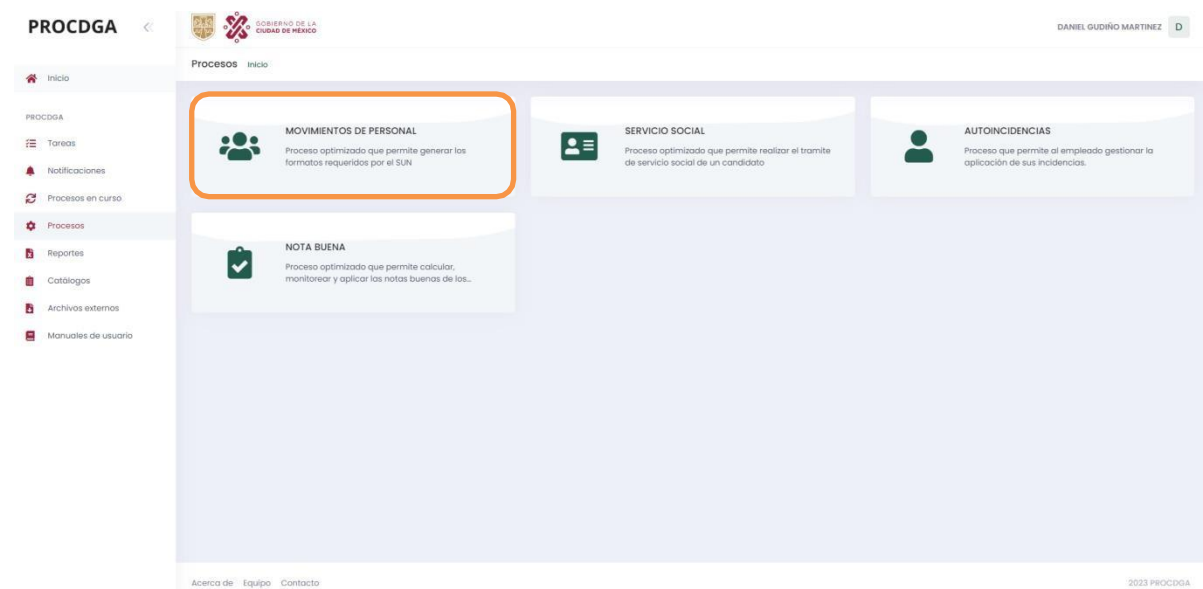 PROCDGA
GOBIERNO DE LA
CIUDAD DE MÉXICO
DANIEL GUDIÑO MARTINEZ D
Procesos Inicio
Inicio
PROCDGA
Tareas
Notificaciones
Procesos en curso
Procesos
Reportes
Catálogos
Archivos externos
Manuales de usuario
MOVIMIENTOS DE PERSONAL
Proceso optimizado que permite generar los
formatos requeridos por el SUN
SERVICIO SOCIAL
Proceso optimizado que permite realizar el tramite
de servicio social de un candidato
AUTOINCIDENCIAS
Proceso que permite al empleado gestionar la
aplicación de sus incidencias.
NOTA BUENA
Proceso optimizado que permite calcular,
monitorear y aplicar las notas buenas de los...
Acerca de Equipo Contacto
2023 PROCDGA